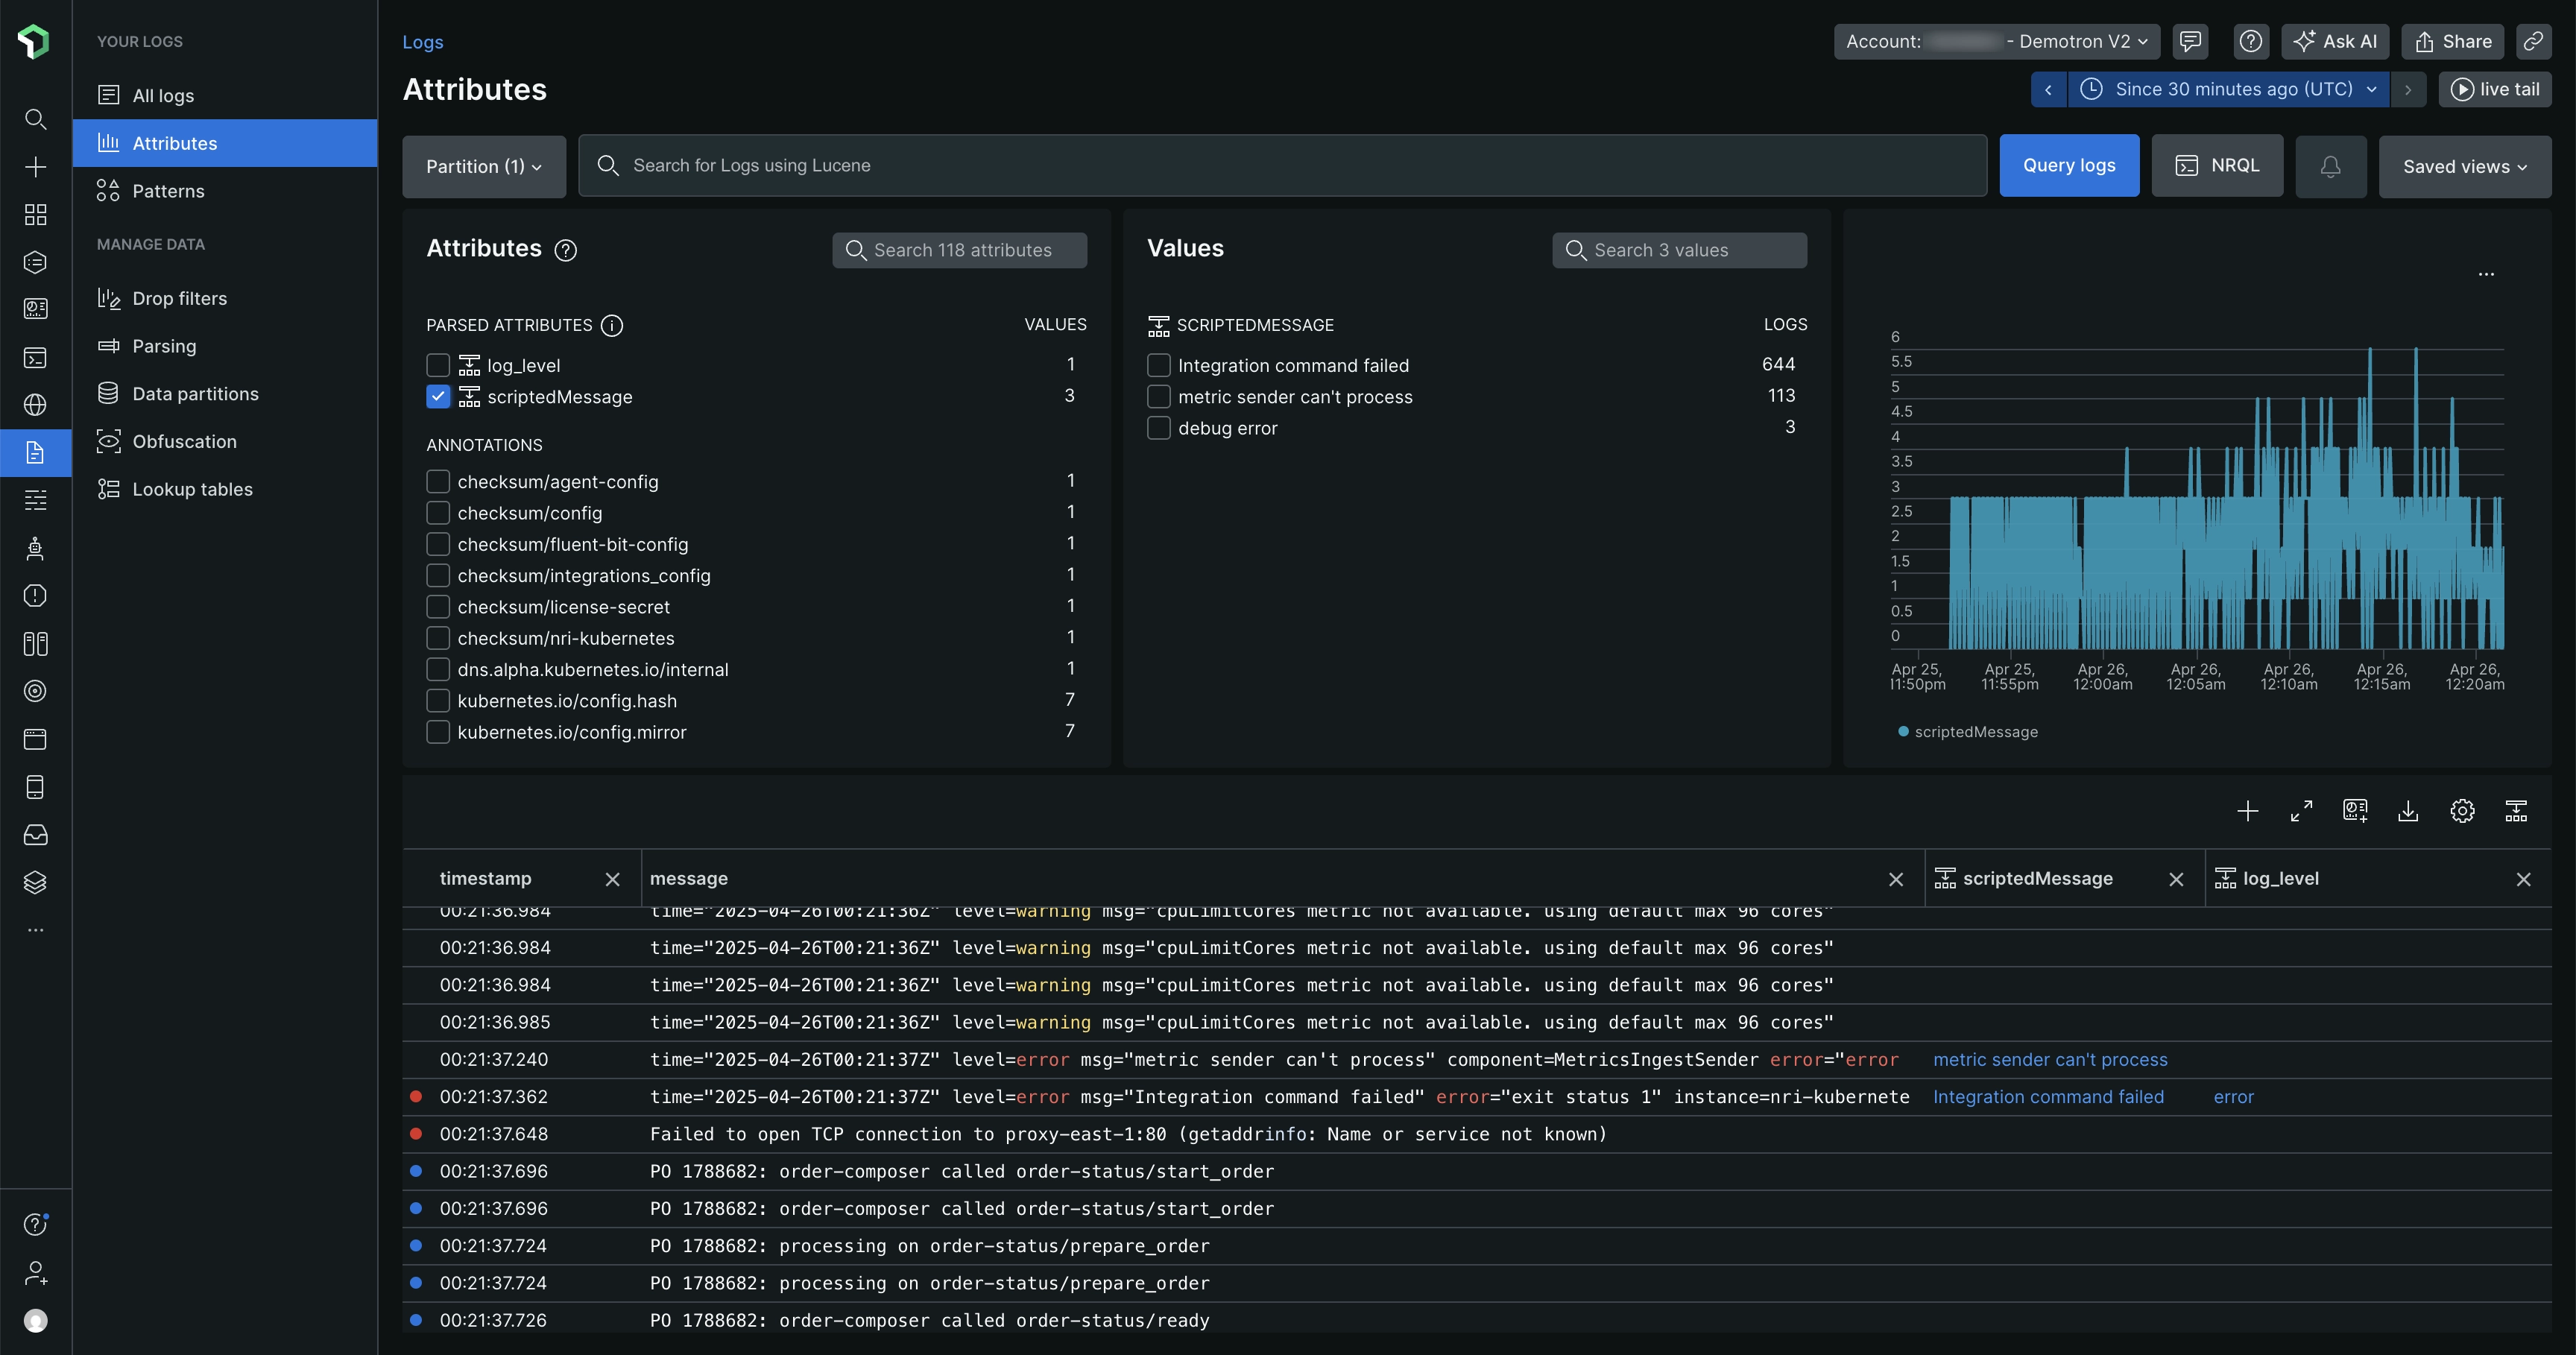 YOUR LOGS
All logs
Attributes
Patterns
MANAGE DATA
Drop filters
Parsing
Data partitions
Obfuscation
Lookup tables
Logs
Account: - Demotron V2
Ask AI
Share
Attributes
Since 30 minutes ago (UTC)
live tail
Partition (1)
Search for Logs using Lucene
Query logs
NRQL
Saved views
Attributes
Search 118 attributes
PARSED ATTRIBUTES VALUES
log_level 1
scriptedMessage 3
ANNOTATIONS
checksum/agent-config 1
checksum/config 1
checksum/fluent-bit-config 1
checksum/integrations_config 1
checksum/license-secret 1
checksum/nri-kubernetes 1
dns.alpha.kubernetes.io/internal 1
kubernetes.io/config.hash 7
kubernetes.io/config.mirror 7
Values
Search 3 values
SCRIPTEDMESSAGE LOGS
Integration command failed 644
metric sender can't process 113
debug error 3
...
6
5.5
5
4.5
4
3.5
3
2.5
2
1.5
1
0.5
0
Apr 25, 11:50pm
Apr 25, 11:55pm
Apr 26, 12:00am
Apr 26, 12:05am
Apr 26, 12:10am
Apr 26, 12:15am
Apr 26, 12:20am
scriptedMessage
timestamp message scriptedMessage log_level
00:21:36.984 time="2025-04-26T00:21:36Z" level=warning msg="cpuLimitCores metric not available. using default max 96 cores"
00:21:36.984 time="2025-04-26T00:21:36Z" level=warning msg="cpuLimitCores metric not available. using default max 96 cores"
00:21:36.984 time="2025-04-26T00:21:36Z" level=warning msg="cpuLimitCores metric not available. using default max 96 cores"
00:21:36.985 time="2025-04-26T00:21:36Z" level=warning msg="cpuLimitCores metric not available. using default max 96 cores"
00:21:37.240 time="2025-04-26T00:21:37Z" level=error msg="metric sender can't process" component=MetricsIngestSender error="error metric sender can't process
00:21:37.362 time="2025-04-26T00:21:37Z" level=error msg="Integration command failed" error="exit status 1" instance=nri-kubernete Integration command failed error
00:21:37.648 Failed to open TCP connection to proxy-east-1:80 (getaddrinfo: Name or service not known)
00:21:37.696 PO 1788682: order-composer called order-status/start_order
00:21:37.696 PO 1788682: order-composer called order-status/start_order
00:21:37.724 PO 1788682: processing on order-status/prepare_order
00:21:37.724 PO 1788682: processing on order-status/prepare_order
00:21:37.726 PO 1788682: order-composer called order-status/ready